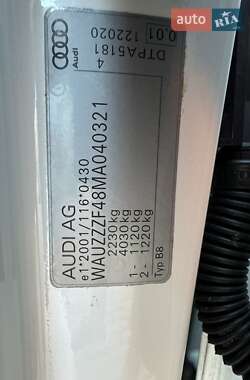 AUTO
RIA
Audi
DTPA5181
4
0.01 122020
AUDI AG
e1*2001/116*0430
WAUZZZF48MA040321
2230 kg
4030 kg
1 - 1120 kg
2 - 1220 kg
Typ B8